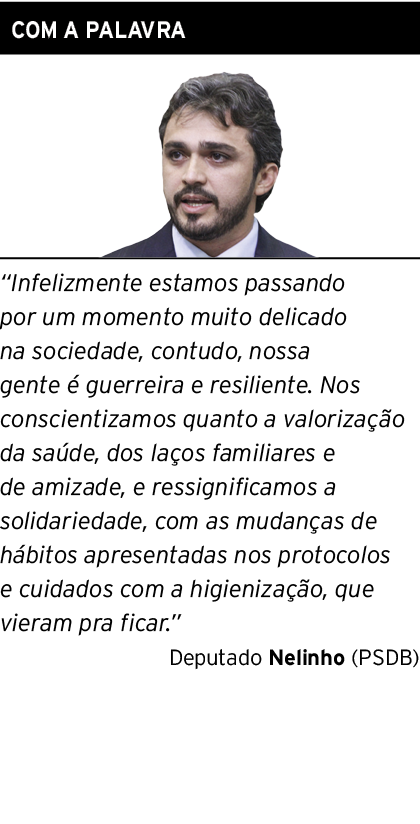 COM A PALAVRA
“Infelizmente estamos passando
por um momento muito delicado
na sociedade, contudo, nossa
gente é guerreira e resiliente. Nos
conscientizamos quanto a valorização
da saúde, dos laços familiares e
de amizade, e ressignificamos a
solidariedade, com as mudanças de
hábitos apresentadas nos protocolos
e cuidados com a higienização, que
vieram pra ficar.”
Deputado Nelinho (PSDB)